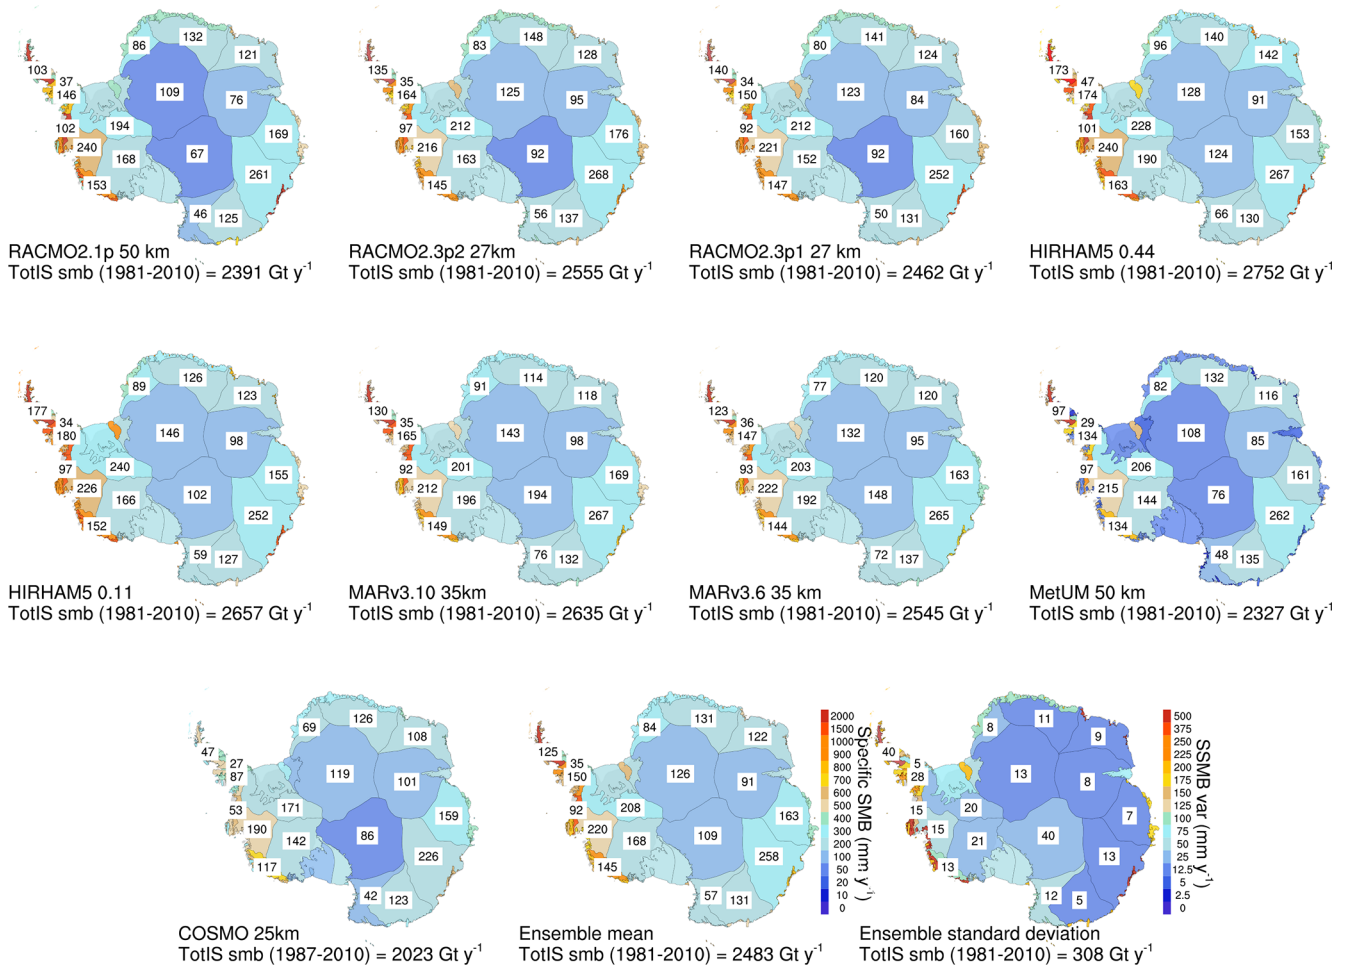 86 132 121
103 37 146 109 76
102 194 169
240 168 67 261
153 46 125
RACMO2.1p 50 km
TotIS smb (1981-2010) = 2391 Gt y-1
83 148 128
135 35 164 125 95
97 212 176
216 163 92 268
145 56 137
RACMO2.3p2 27km
TotIS smb (1981-2010) = 2555 Gt y-1
80 141 124
140 34 150 123 84
92 212 160
221 152 92 252
147 50 131
RACMO2.3p1 27 km
TotIS smb (1981-2010) = 2462 Gt y-1
96 140 142
173 47 174 128 91
101 228 153
240 190 124 267
163 66 130
HIRHAM5 0.44
TotIS smb (1981-2010) = 2752 Gt y-1
89 126 123
177 34 180 146 98
97 240 155
226 166 102 252
152 59 127
HIRHAM5 0.11
TotIS smb (1981-2010) = 2657 Gt y-1
91 114 118
130 35 165 143 98
92 201 169
212 196 194 267
149 76 132
MARv3.10 35km
TotIS smb (1981-2010) = 2635 Gt y-1
77 120 120
123 36 147 132 95
93 203 163
222 192 148 265
144 72 137
MARv3.6 35 km
TotIS smb (1981-2010) = 2545 Gt y-1
82 132 116
97 29 134 108 85
97 206 161
215 144 76 262
134 48 135
MetUM 50 km
TotIS smb (1981-2010) = 2327 Gt y-1
69 126 108
47 27 87 119 101
53 171 159
190 142 86 226
117 42 123
COSMO 25km
TotIS smb (1987-2010) = 2023 Gt y-1
84 131 122
125 35 150 126 91
92 208 163
220 168 109 258
145 57 131
Ensemble mean
TotIS smb (1981-2010) = 2483 Gt y-1
2000
1500
1000
800
700
600
500
400
300
200
100
50
20
10
0
Specific SMB (mm y-1)
8 11 9
40 5 28 13 8
15 20 7
15 21 40 13
13 12 5
Ensemble standard deviation
TotIS smb (1981-2010) = 308 Gt y-1
500
375
250
225
200
175
150
125
100
75
50
25
12.5
5
2.5
0
SSMB var (mm y-1)